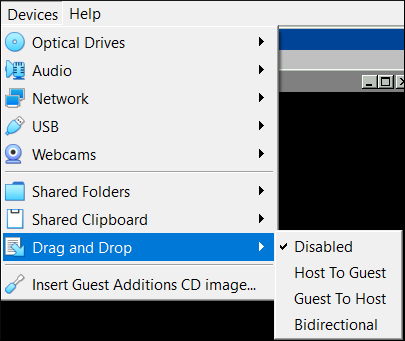 Devices Help
Optical Drives
Audio
Network
USB
Webcams
Shared Folders
Shared Clipboard
Drag and Drop
Insert Guest Additions CD image...
Disabled
Host To Guest
Guest To Host
Bidirectional